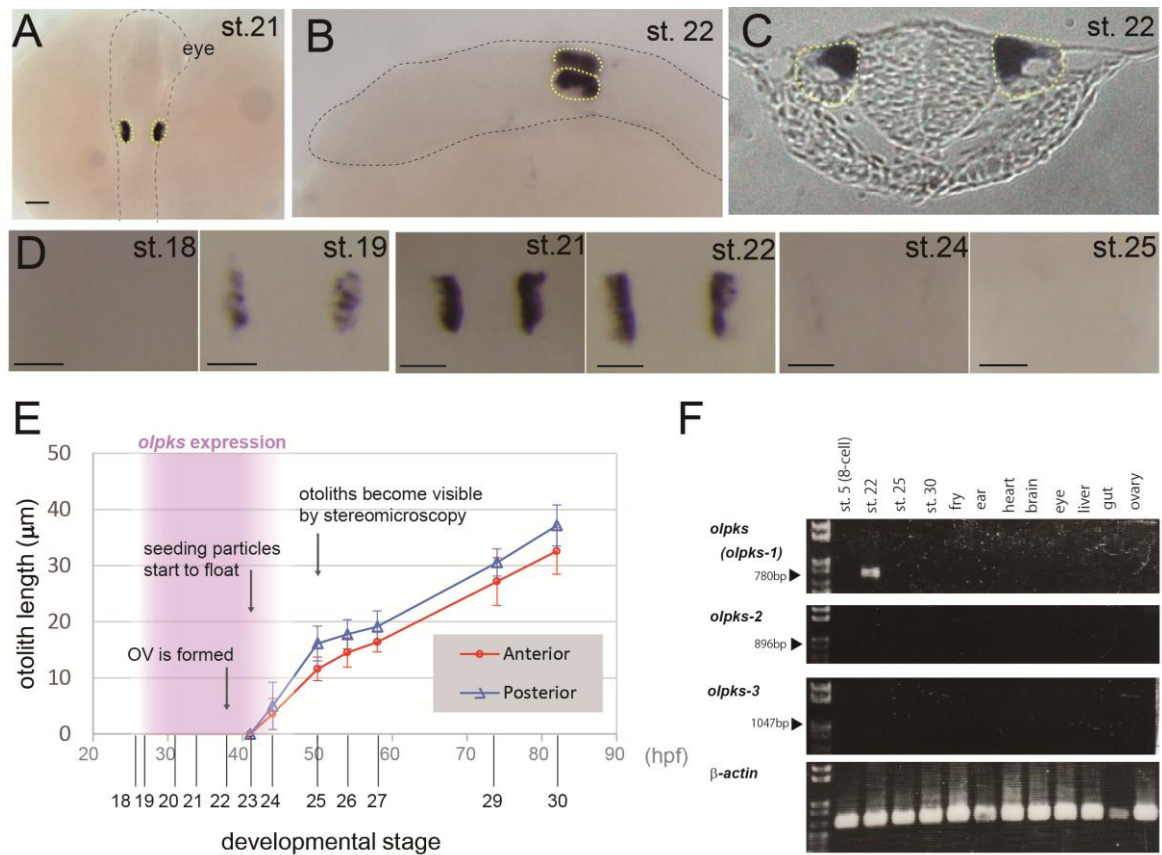 A
st.21
eye
B
st. 22
C
st. 22
D
st.18
st.19
st.21
st.22
st.24
st.25
E
olpks expression
50
40
30
20
10
0
otolith length (μm)
otoliths become visible
by stereomicroscopy
seeding particles
start to float
OV is formed
Anterior
Posterior
20 30 40 50 60 70 80 90 (hpf)
18 19 20 21 22 23 24 25 26 27 29 30
developmental stage
F
st. 5 (8-cell)
st. 22
st. 25
st. 30
fry
ear
heart
brain
eye
liver
gut
ovary
olpks
(olpks-1)
780bp
olpks-2
896bp
olpks-3
1047bp
β-actin